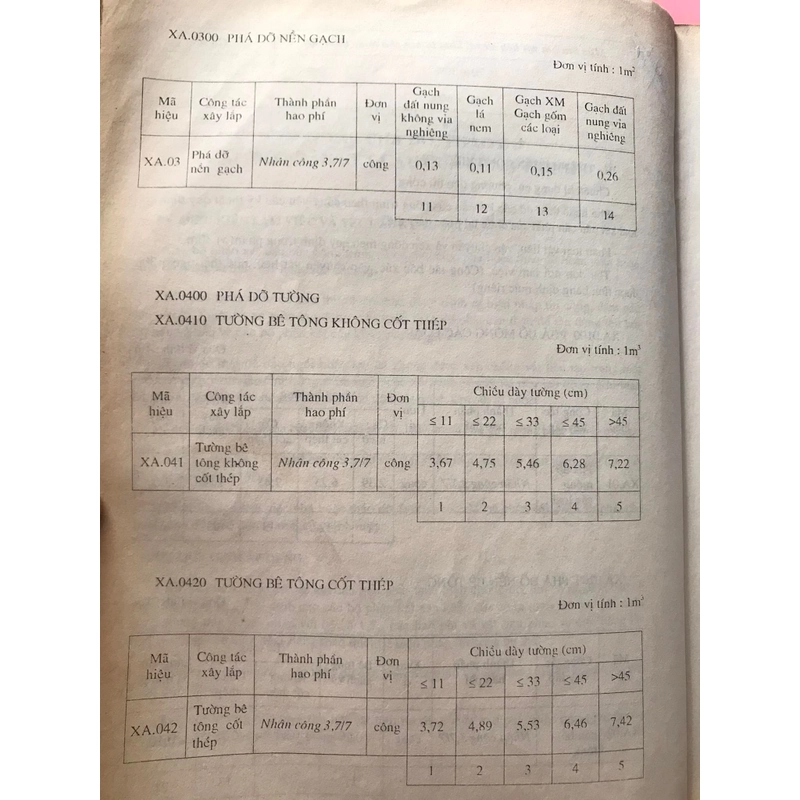 XA.0300 PHÁ DỠ NỀN GẠCH
Đơn vị tính : 1m²
Mã hiệu | Công tác xây lắp | Thành phần hao phí | Đơn vị | Gạch đất nung không vỉa nghiêng | Gạch lá nem | Gạch XM Gạch gốm các loại | Gạch đất nung vỉa nghiêng
XA.03 | Phá dỡ nền gạch | Nhân công 3,7/7 | công | 0,13 | 0,11 | 0,15 | 0,26
11 | 12 | 13 | 14
XA.0400 PHÁ DỠ TƯỜNG
XA.0410 TƯỜNG BÊ TÔNG KHÔNG CỐT THÉP
Đơn vị tính : 1m³
Mã hiệu | Công tác xây lắp | Thành phần hao phí | Đơn vị | Chiều dày tường (cm)
≤ 11 | ≤ 22 | ≤ 33 | ≤ 45 | >45
XA.041 | Tường bê tông không cốt thép | Nhân công 3,7/7 | công | 3,67 | 4,75 | 5,46 | 6,28 | 7,22
1 | 2 | 3 | 4 | 5
XA.0420 TƯỜNG BÊ TÔNG CỐT THÉP
Đơn vị tính : 1m³
Mã hiệu | Công tác xây lắp | Thành phần hao phí | Đơn vị | Chiều dày tường (cm)
≤ 11 | ≤ 22 | ≤ 33 | ≤ 45 | >45
XA.042 | Tường bê tông cốt thép | Nhân công 3,7/7 | công | 3,72 | 4,89 | 5,53 | 6,46 | 7,42
1 | 2 | 3 | 4 | 5